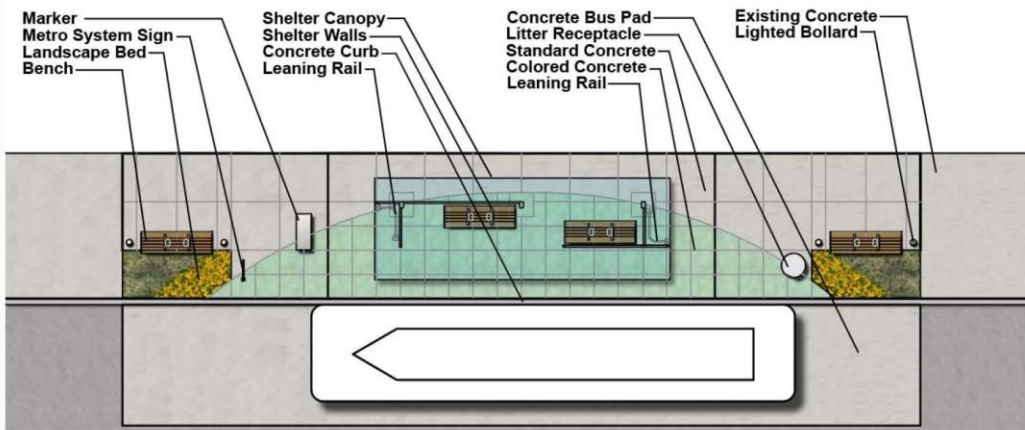 Marker
Metro System Sign
Landscape Bed
Bench
Shelter Canopy
Shelter Walls
Concrete Curb
Leaning Rail
Concrete Bus Pad
Litter Receptacle
Standard Concrete
Colored Concrete
Leaning Rail
Existing Concrete
Lighted Bollard